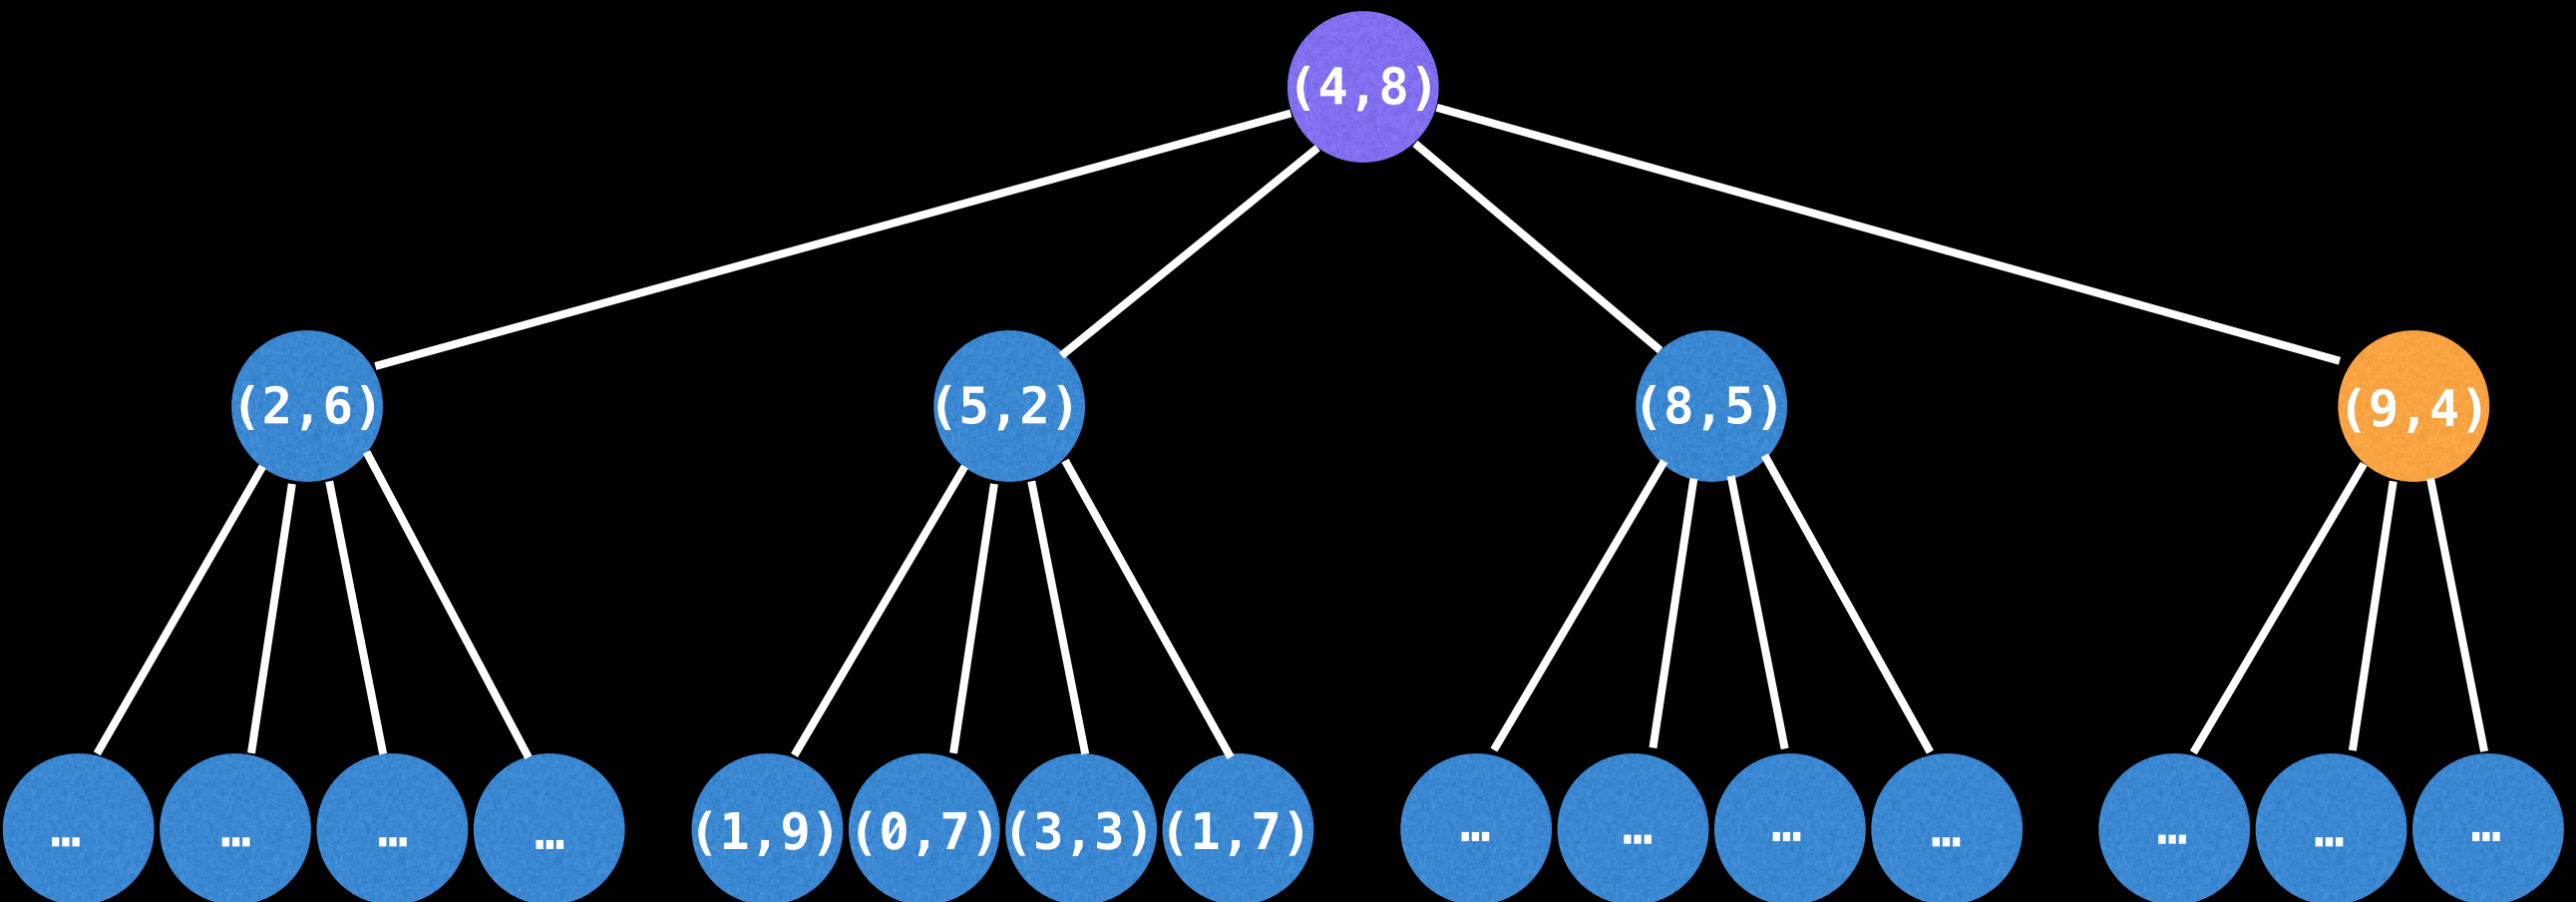 (4,8)
(2,6) (5,2) (8,5) (9,4)
… … … … (1,9) (0,7) (3,3) (1,7) … … … … … … …